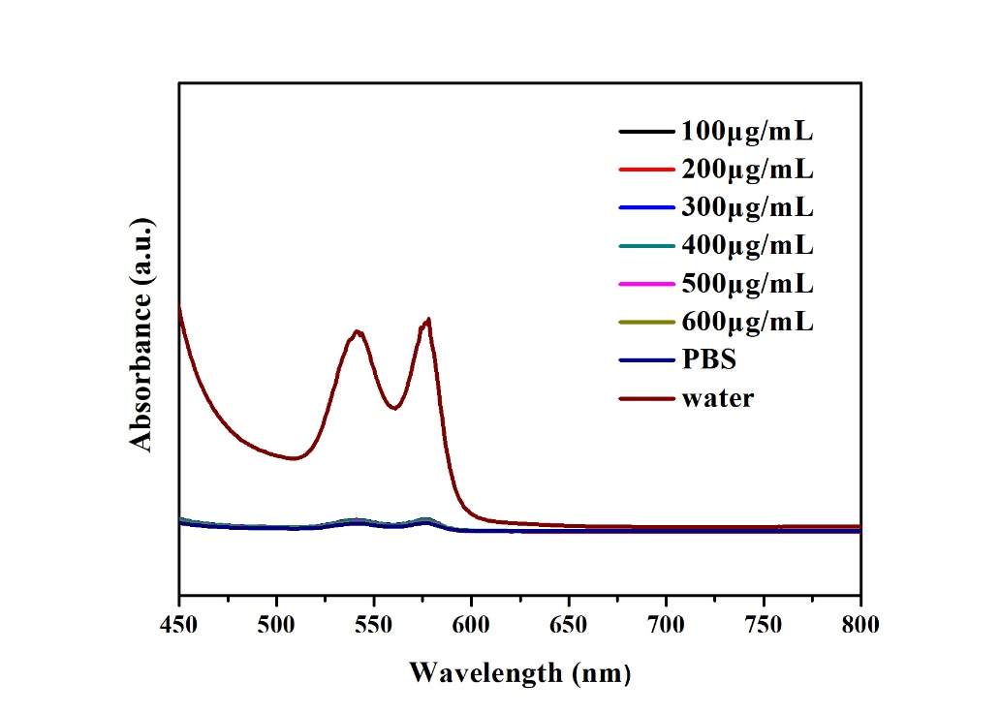 100μg/mL
200μg/mL
300μg/mL
400μg/mL
500μg/mL
600μg/mL
PBS
water
Absorbance (a.u.)
450 500 550 600 650 700 750 800
Wavelength (nm)